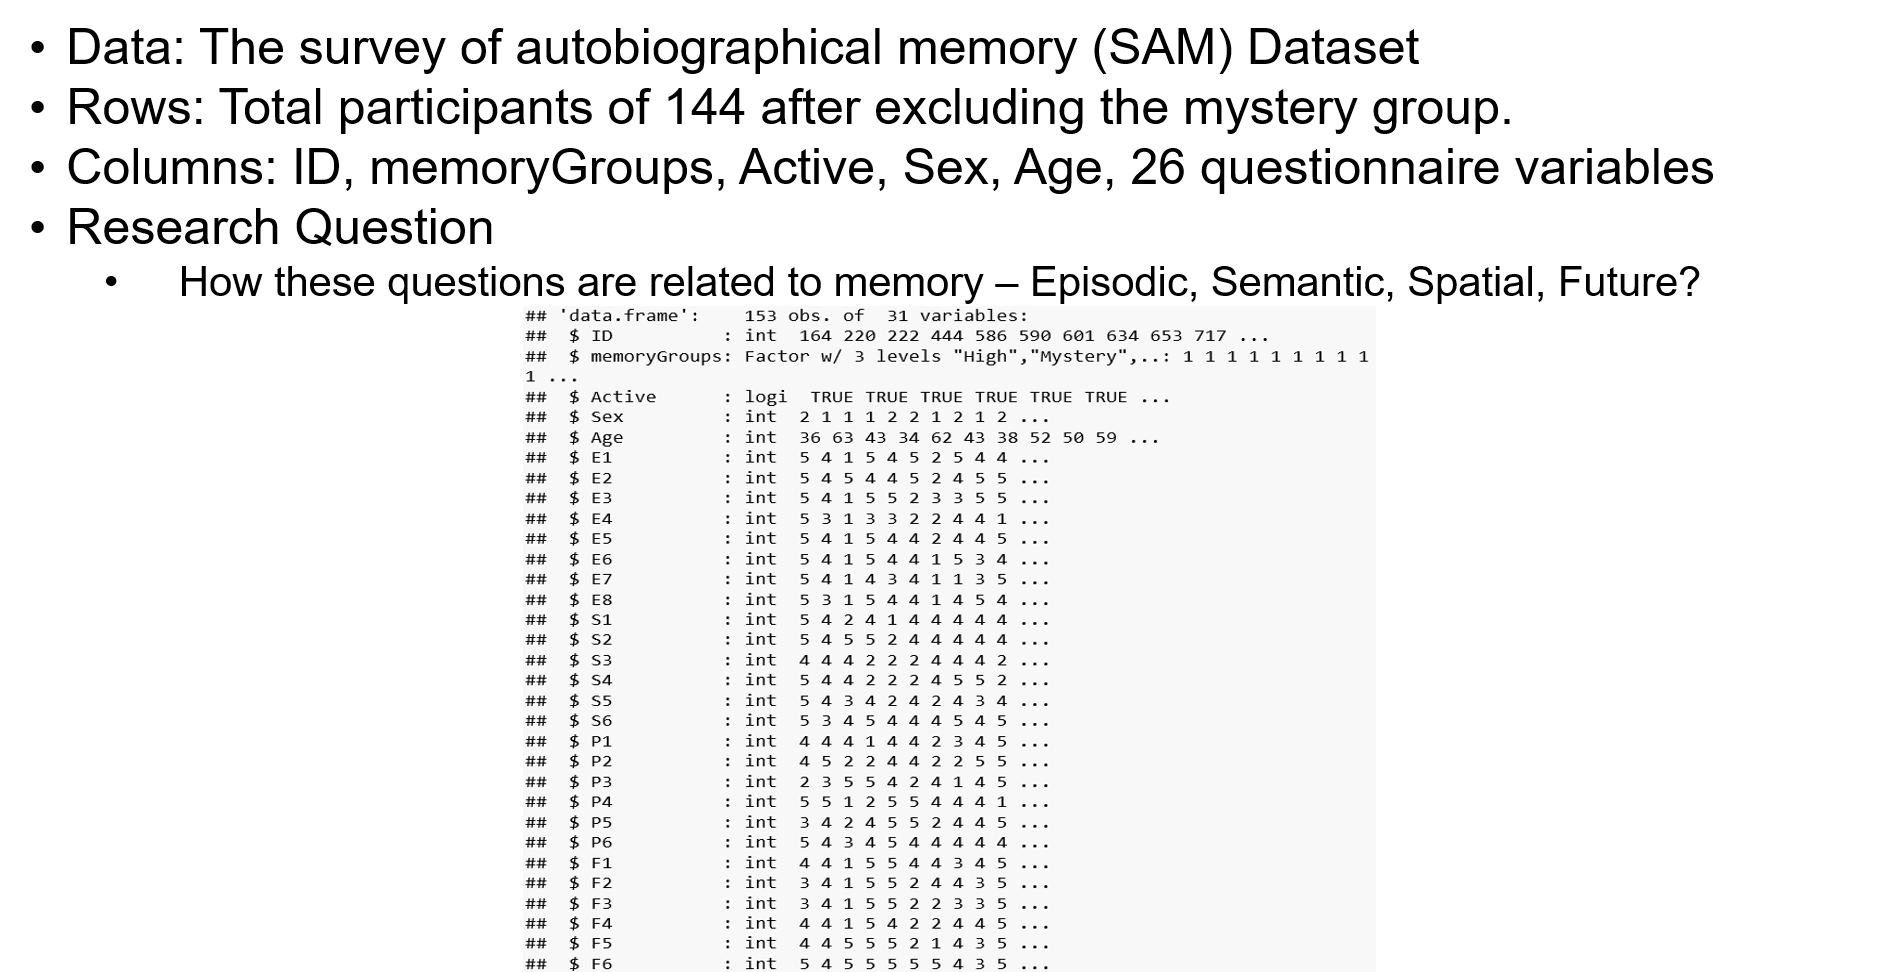 • Data: The survey of autobiographical memory (SAM) Dataset
• Rows: Total participants of 144 after excluding the mystery group.
• Columns: ID, memoryGroups, Active, Sex, Age, 26 questionnaire variables
• Research Question
• How these questions are related to memory – Episodic, Semantic, Spatial, Future?
## 'data.frame':    153 obs. of  31 variables:
##  $ ID          : int  164 220 222 444 586 590 601 634 653 717 ...
##  $ memoryGroups: Factor w/ 3 levels "High","Mystery",..: 1 1 1 1 1 1 1 1 1
1 ...
##  $ Active      : logi  TRUE TRUE TRUE TRUE TRUE TRUE ...
##  $ Sex         : int  2 1 1 1 2 2 1 2 1 2 ...
##  $ Age         : int  36 63 43 34 62 43 38 52 50 59 ...
##  $ E1          : int  5 4 1 5 4 5 2 5 4 4 ...
##  $ E2          : int  5 4 5 4 4 5 2 4 5 5 ...
##  $ E3          : int  5 4 1 5 5 2 3 3 5 5 ...
##  $ E4          : int  5 3 1 3 3 2 2 4 4 1 ...
##  $ E5          : int  5 4 1 5 4 4 2 4 4 5 ...
##  $ E6          : int  5 4 1 5 4 4 1 5 3 4 ...
##  $ E7          : int  5 4 1 4 3 4 1 1 3 5 ...
##  $ E8          : int  5 3 1 5 4 4 1 4 5 4 ...
##  $ S1          : int  5 4 2 4 1 4 4 4 4 4 ...
##  $ S2          : int  5 4 5 5 2 4 4 4 4 4 ...
##  $ S3          : int  4 4 4 2 2 2 4 4 4 2 ...
##  $ S4          : int  5 4 4 2 2 2 4 5 5 2 ...
##  $ S5          : int  5 4 3 4 2 4 2 4 3 4 ...
##  $ S6          : int  5 3 4 5 4 4 4 5 4 5 ...
##  $ P1          : int  4 4 4 1 4 4 2 3 4 5 ...
##  $ P2          : int  4 5 2 2 4 4 2 2 5 5 ...
##  $ P3          : int  2 3 5 5 4 2 4 1 4 5 ...
##  $ P4          : int  5 5 1 2 5 5 4 4 4 1 ...
##  $ P5          : int  3 4 2 4 5 5 2 4 4 5 ...
##  $ P6          : int  5 4 3 4 5 4 4 4 4 4 ...
##  $ F1          : int  4 4 1 5 5 4 4 3 4 5 ...
##  $ F2          : int  3 4 1 5 5 2 4 4 3 5 ...
##  $ F3          : int  3 4 1 5 5 2 2 3 3 5 ...
##  $ F4          : int  4 4 1 5 4 2 2 4 4 5 ...
##  $ F5          : int  4 4 5 5 5 2 1 4 3 5 ...
##  $ F6          : int  5 4 5 5 5 5 5 4 3 5 ...